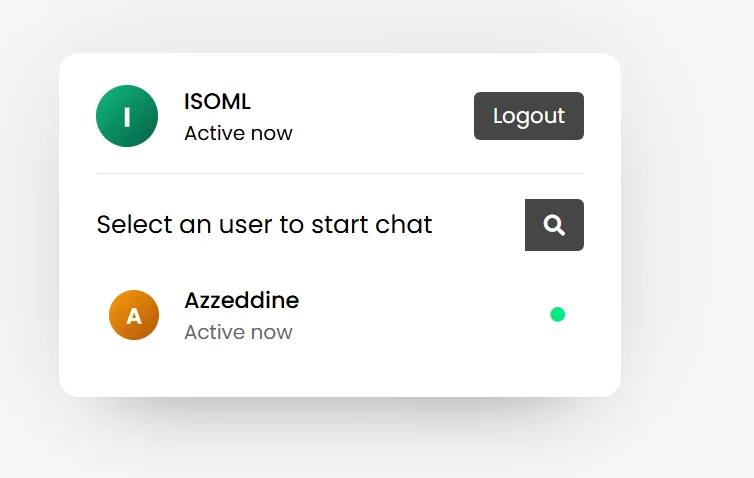 I
ISOML
Active now
Logout
Select an user to start chat
A
Azzeddine
Active now